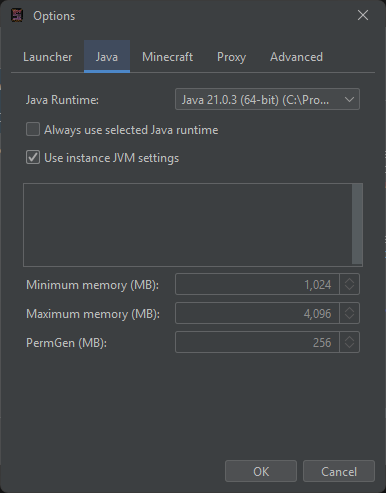 Options
Launcher Java Minecraft Proxy Advanced
Java Runtime: Java 21.0.3 (64-bit) (C:\Pro...
Always use selected Java runtime
Use instance JVM settings
Minimum memory (MB): 1,024
Maximum memory (MB): 4,096
PermGen (MB): 256
OK Cancel